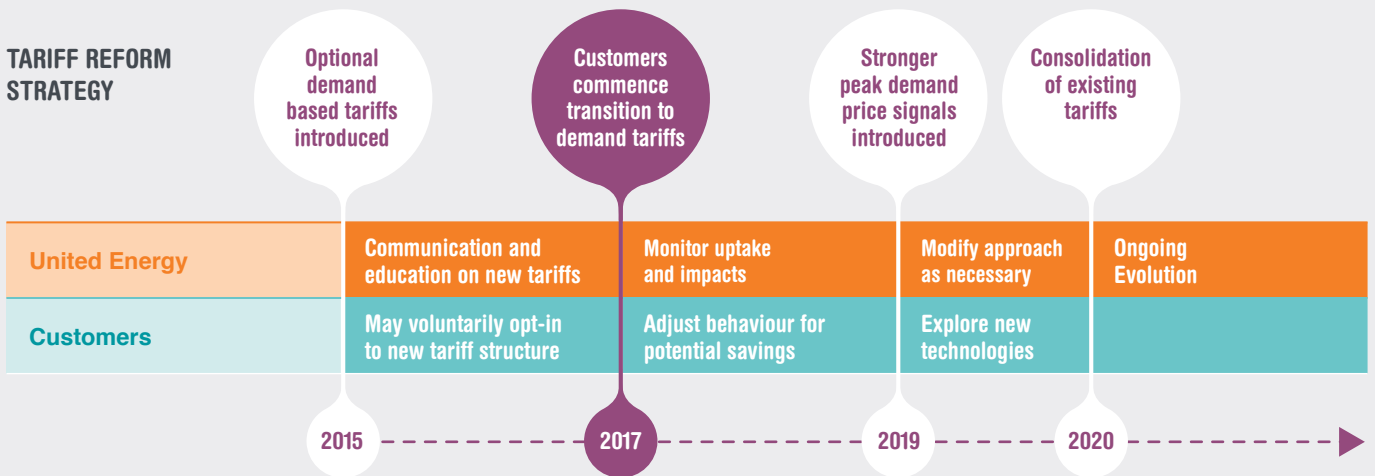 TARIFF REFORM
STRATEGY
Optional
demand
based tariffs
introduced
Customers
commence
transition to
demand tariffs
Stronger
peak demand
price signals
introduced
Consolidation
of existing
tariffs
United Energy
Communication and
education on new tariffs
Monitor uptake
and impacts
Modify approach
as necessary
Ongoing
Evolution
Customers
May voluntarily opt-in
to new tariff structure
Adjust behaviour for
potential savings
Explore new
technologies
2015
2017
2019
2020